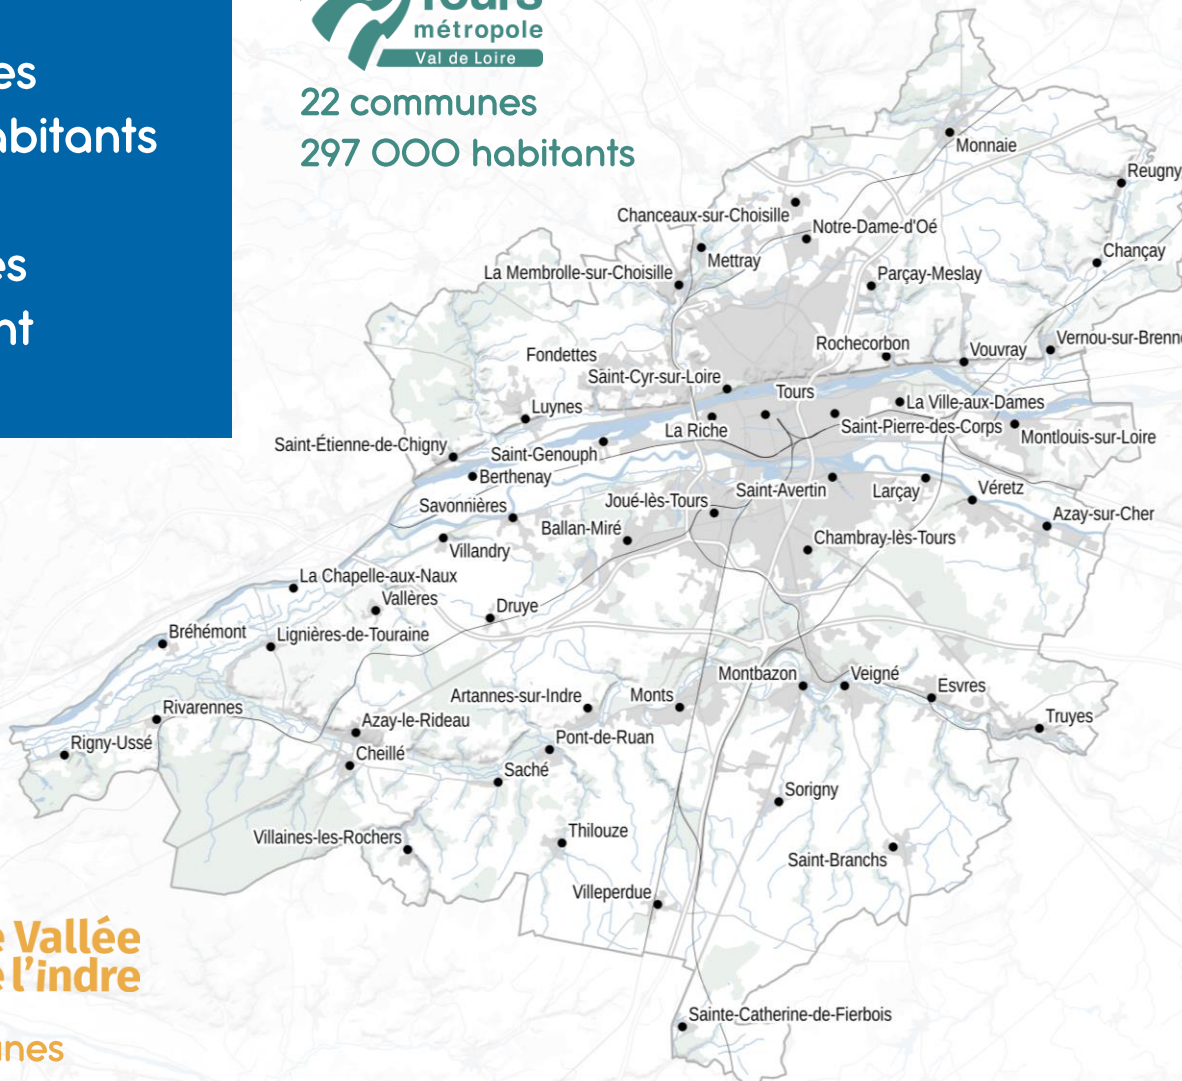 Tours
métropole
Val de Loire
22 communes
297 000 habitants
Monnaie
Reugny
Chanceaux-sur-Choisille
Notre-Dame-d'Oé
Mettray
Chançay
La Membrolle-sur-Choisille
Parçay-Meslay
Rochecorbon
Vouvray
Vernou-sur-Brenne
Fondettes
Saint-Cyr-sur-Loire
Tours
Luynes
La Ville-aux-Dames
La Riche
Saint-Pierre-des-Corps
Montlouis-sur-Loire
Saint-Étienne-de-Chigny
Saint-Genouph
Berthenay
Saint-Avertin
Larçay
Véretz
Savonnières
Joué-lès-Tours
Azay-sur-Cher
Ballan-Miré
Chambray-lès-Tours
Villandry
La Chapelle-aux-Naux
Vallères
Druye
Bréhémont
Lignières-de-Touraine
Montbazon
Veigné
Esvres
Artannes-sur-Indre
Monts
Rivarennes
Truyes
Azay-le-Rideau
Pont-de-Ruan
Rigny-Ussé
Cheillé
Saché
Sorigny
Villaines-les-Rochers
Thilouze
Saint-Branchs
Villeperdue
Vallée
l'indre
Sainte-Catherine-de-Fierbois